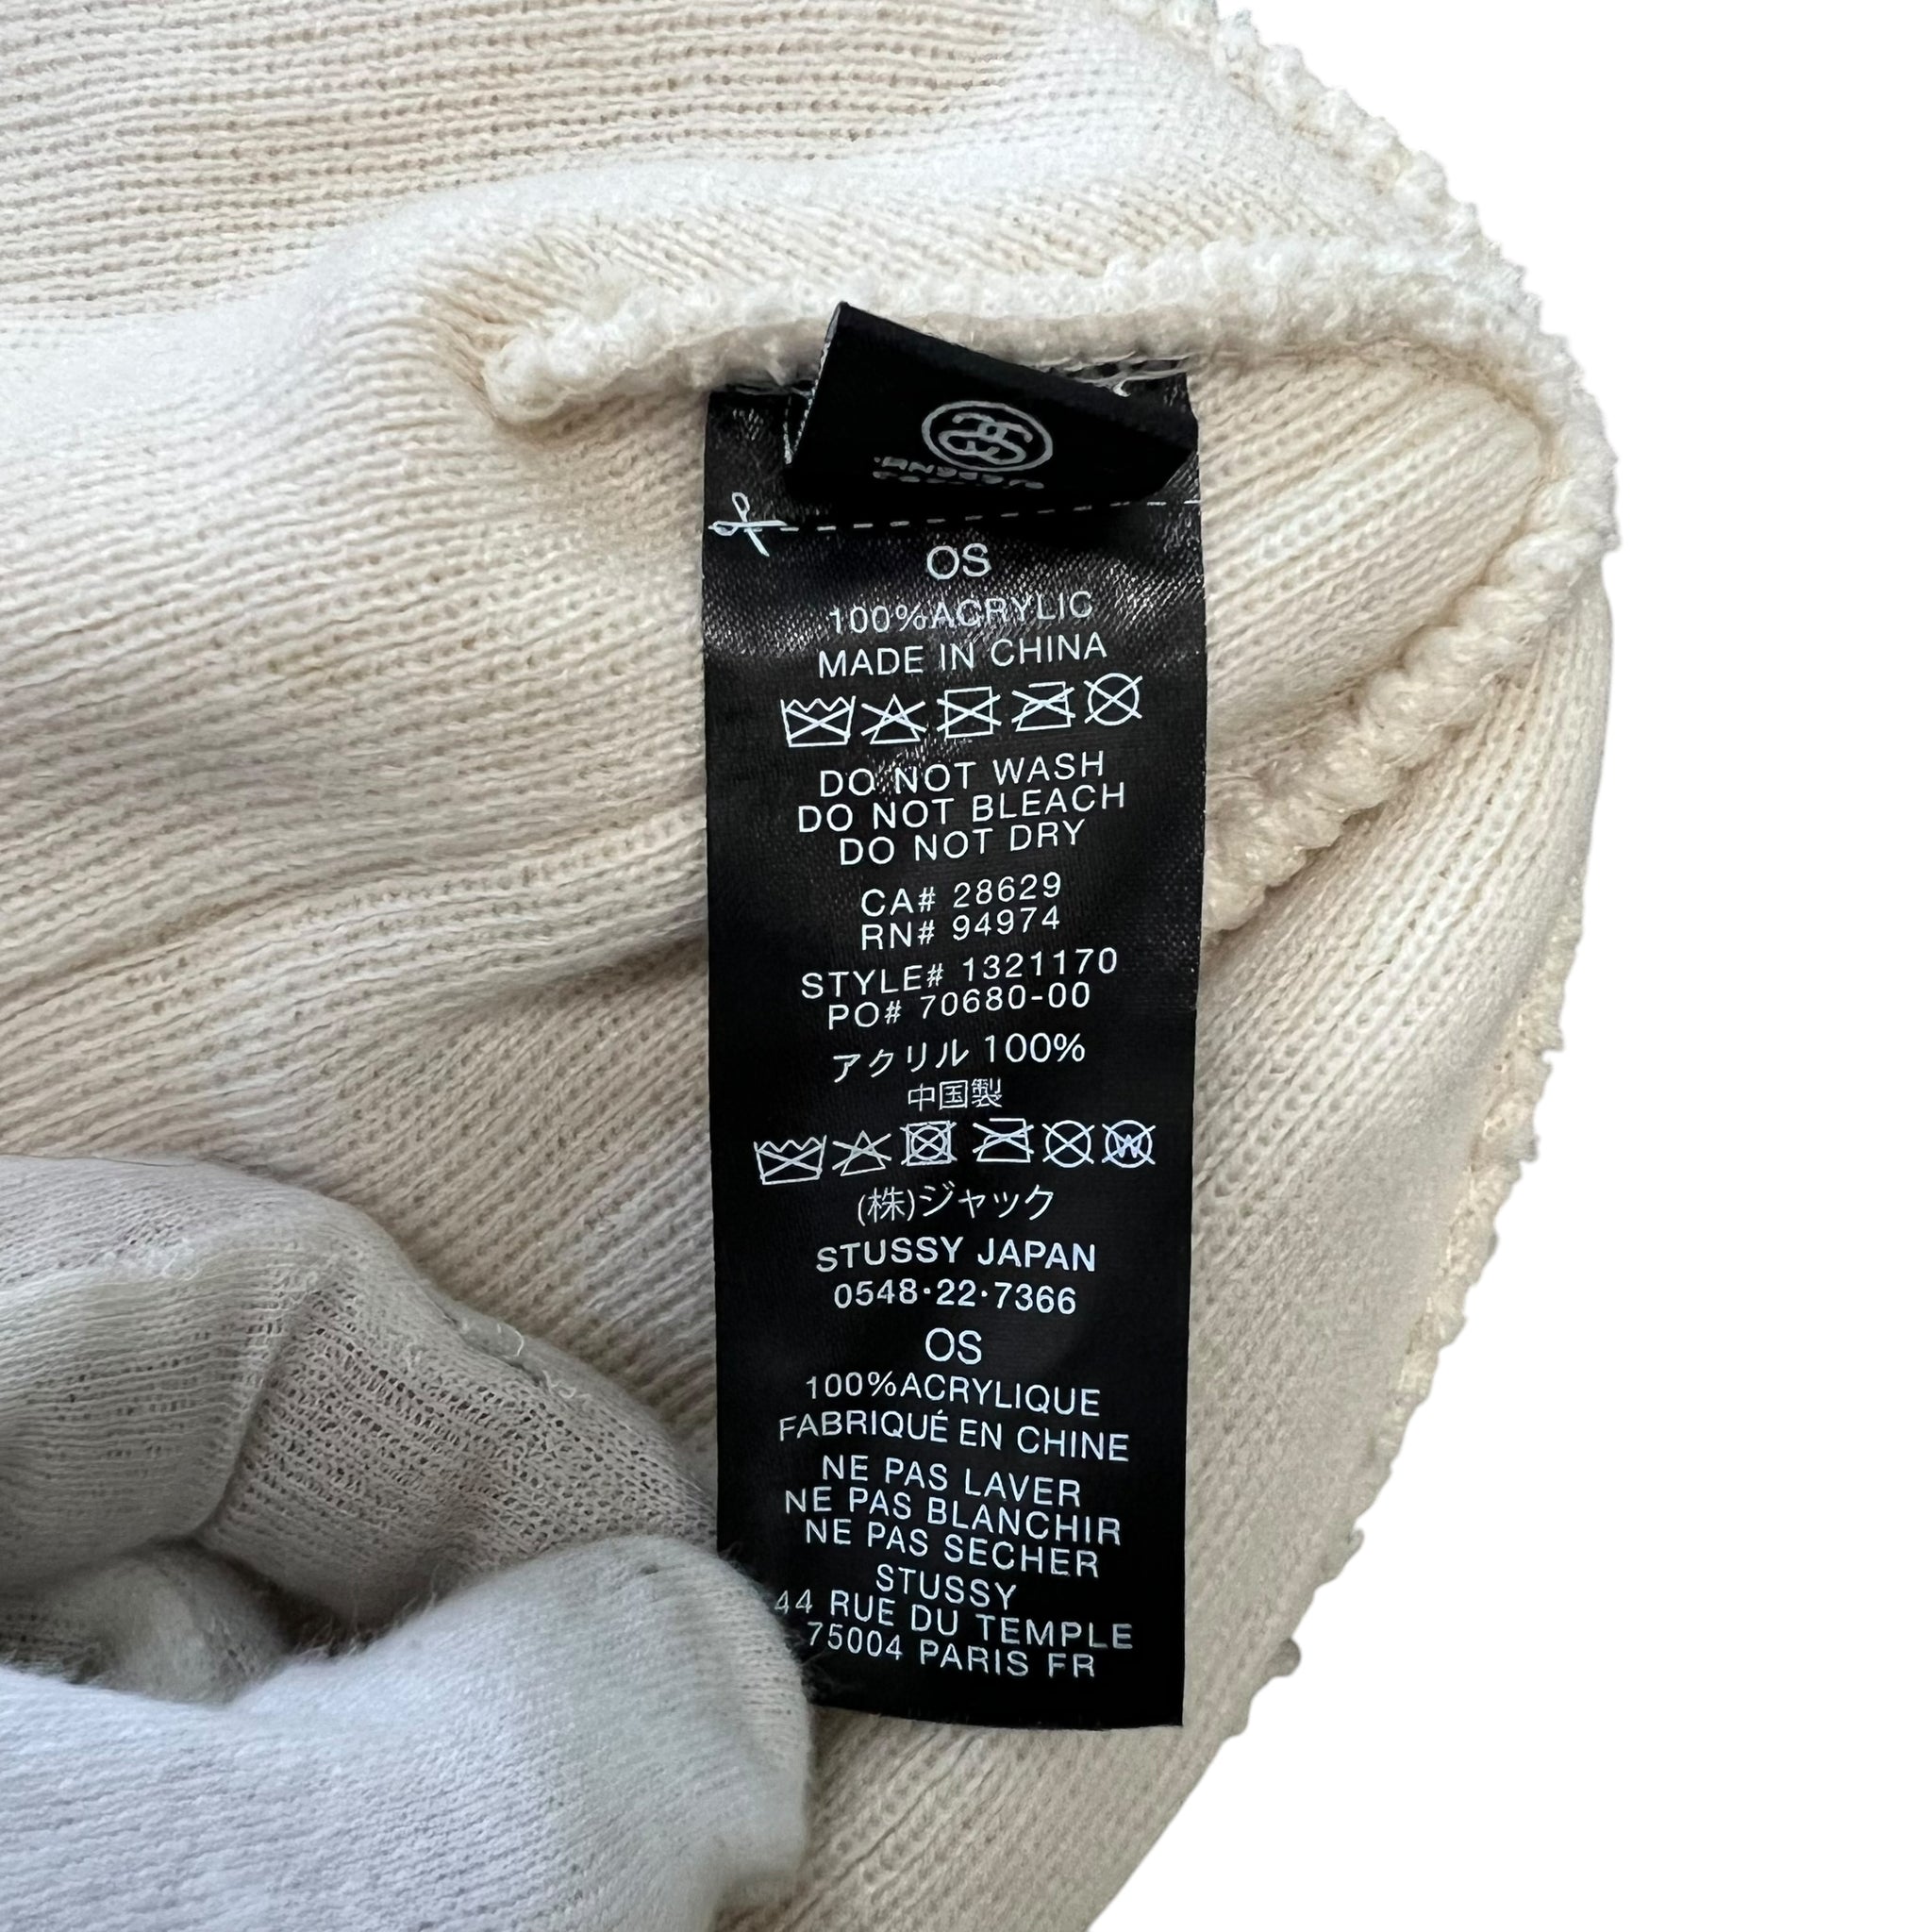 OS
100%ACRYLIC
MADE IN CHINA
DO NOT WASH
DO NOT BLEACH
DO NOT DRY
CA# 28629
RN# 94974
STYLE# 1321170
PO# 70680-00
アクリル 100%
中国製
W
(株)ジャック
STUSSY JAPAN
0548･22･7366
OS
100%ACRYLIQUE
FABRIQUÉ EN CHINE
NE PAS LAVER
NE PAS BLANCHIR
NE PAS SECHER
STUSSY
44 RUE DU TEMPLE
75004 PARIS FR